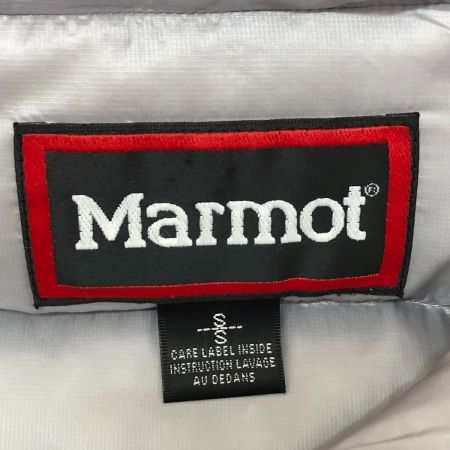 Marmot®
S
S
CARE LABEL INSIDE
INSTRUCTION LAVAGE
AU DEDANS